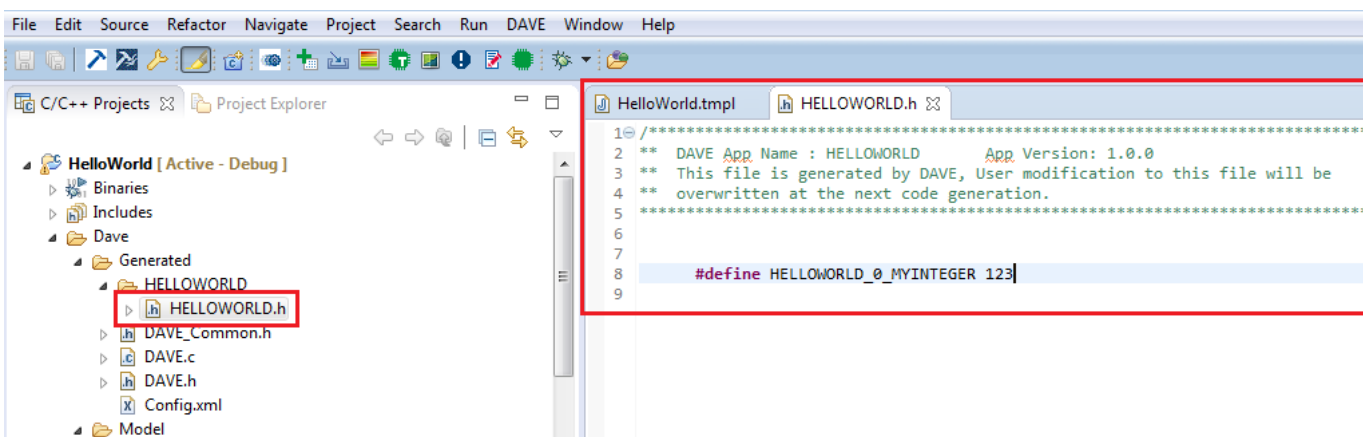 File Edit Source Refactor Navigate Project Search Run DAVE Window Help
C/C++ Projects Project Explorer
HelloWorld [ Active - Debug ]
Binaries
Includes
Dave
Generated
HELLOWORLD
HELLOWORLD.h
DAVE_Common.h
DAVE.c
DAVE.h
Config.xml
Model
HelloWorld.tmpl HELLOWORLD.h
1 /*****************************************************************************
2 ** DAVE App Name : HELLOWORLD App Version: 1.0.0
3 ** This file is generated by DAVE, User modification to this file will be
4 ** overwritten at the next code generation.
5 ******************************************************************************
6
7
8 #define HELLOWORLD_0_MYINTEGER 123
9